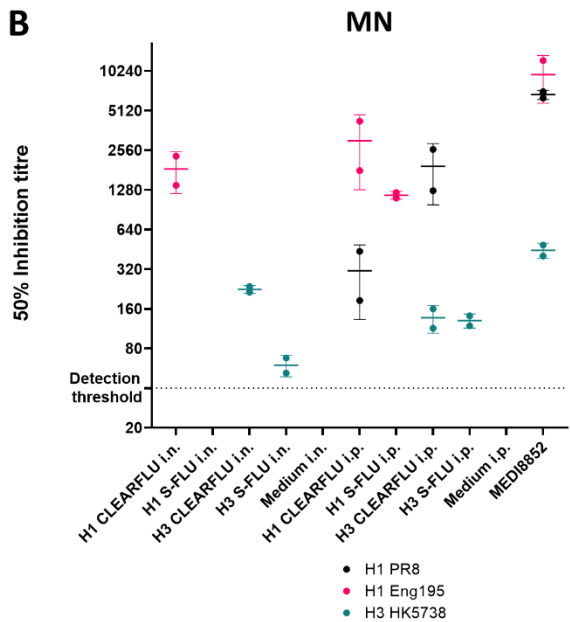 B
MN
50% Inhibition titre
10240
5120
2560
1280
640
320
160
80
Detection
threshold
20
H1 CLEARFLU i.n.
H1 S-FLU i.n.
H3 CLEARFLU i.n.
H3 S-FLU i.n.
Medium i.n.
H1 CLEARFLU i.p.
H1 S-FLU i.p.
H3 CLEARFLU i.p.
H3 S-FLU i.p.
Medium i.p.
MEDI8852
H1 PR8
H1 Eng195
H3 HK5738